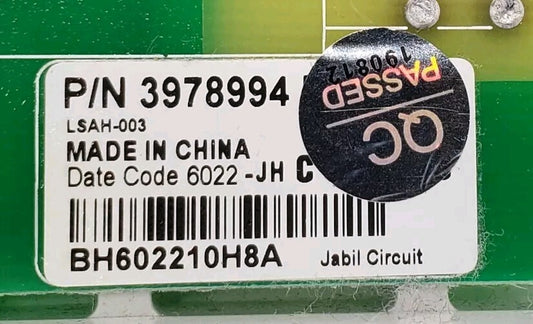 P/N 3978994
LSAH-003
MADE IN CHINA
Date Code 6022 -JH C
BH602210H8A
Jabil Circuit
QC
PASSED
190812